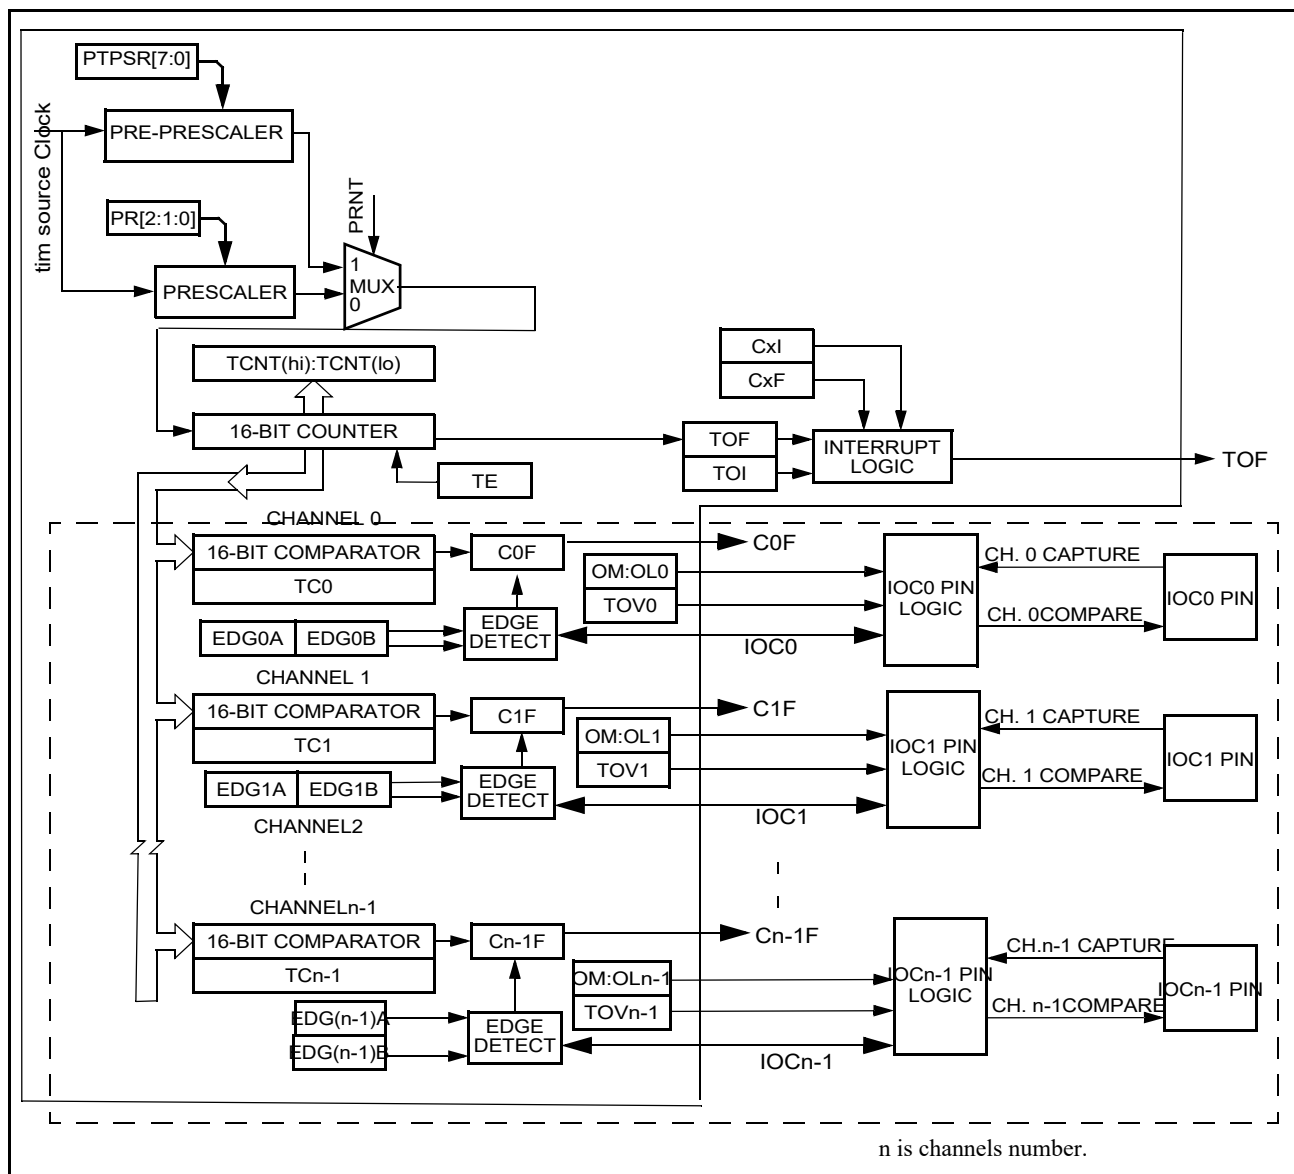 PTPSR[7:0]
tim source Clock
PRE-PRESCALER
PR[2:1:0]
PRNT
PRESCALER
1
MUX
0
TCNT(hi):TCNT(lo)
CxI
CxF
16-BIT COUNTER
TOF
TOI
INTERRUPT
LOGIC
TOF
TE
CHANNEL 0
16-BIT COMPARATOR
TC0
C0F
C0F
OM:OL0
TOV0
EDG0A
EDG0B
EDGE
DETECT
IOC0
IOC0 PIN
LOGIC
CH. 0 CAPTURE
CH. 0COMPARE
IOC0 PIN
CHANNEL 1
16-BIT COMPARATOR
TC1
C1F
C1F
OM:OL1
TOV1
EDG1A
EDG1B
EDGE
DETECT
IOC1
IOC1 PIN
LOGIC
CH. 1 CAPTURE
CH. 1 COMPARE
IOC1 PIN
CHANNEL2
CHANNELn-1
16-BIT COMPARATOR
TCn-1
Cn-1F
Cn-1F
OM:OLn-1
TOVn-1
EDG(n-1)A
EDG(n-1)B
EDGE
DETECT
IOCn-1
IOCn-1 PIN
LOGIC
CH.n-1 CAPTURE
CH. n-1COMPARE
IOCn-1 PIN
n is channels number.